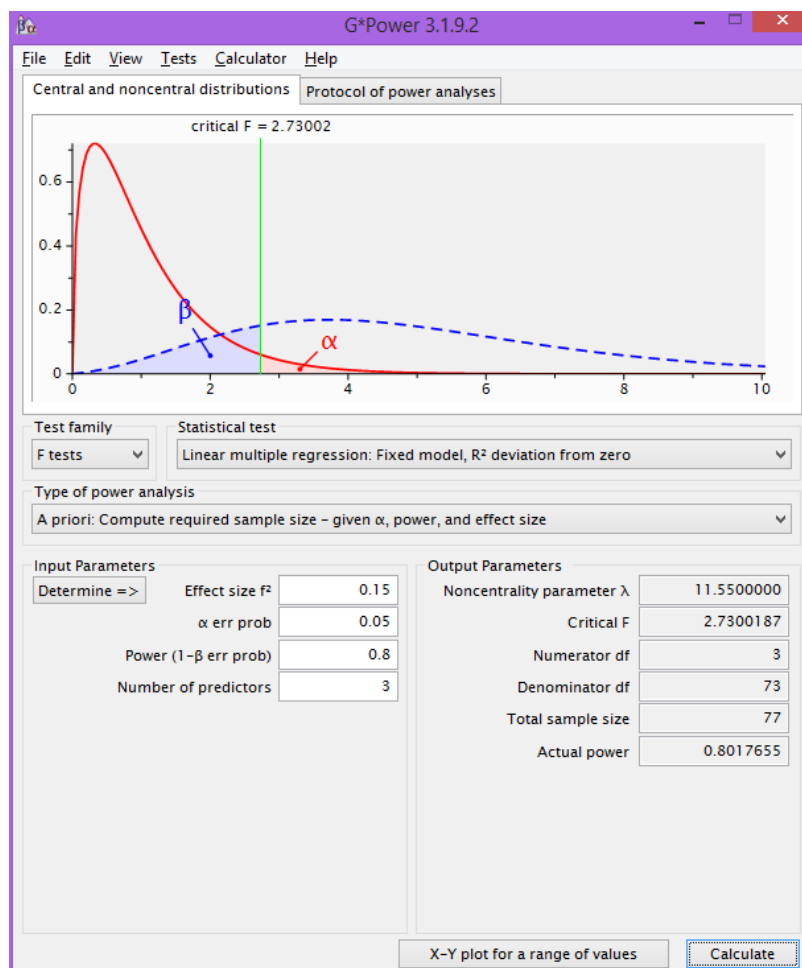 βα G*Power 3.1.9.2
File Edit View Tests Calculator Help
Central and noncentral distributions Protocol of power analyses
critical F = 2.73002
0.6
0.4
0.2
0
β
α
0 2 4 6 8 10
Test family Statistical test
F tests Linear multiple regression: Fixed model, R² deviation from zero
Type of power analysis
A priori: Compute required sample size - given α, power, and effect size
Input Parameters Output Parameters
Determine => Effect size f² 0.15 Noncentrality parameter λ 11.5500000
α err prob 0.05 Critical F 2.7300187
Power (1-β err prob) 0.8 Numerator df 3
Number of predictors 3 Denominator df 73
Total sample size 77
Actual power 0.8017655
X-Y plot for a range of values Calculate